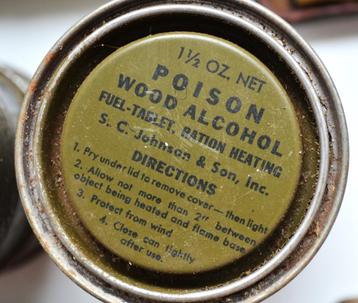 1½ OZ. NET
POISON
WOOD ALCOHOL
FUEL-TABLET, RATION HEATING
S. C. Johnson & Son, Inc.
DIRECTIONS
1. Pry under lid to remove cover — then light
2. Allow not more than 2" between
object being heated and flame base
3. Protect from wind
4. Close can tightly
after use.